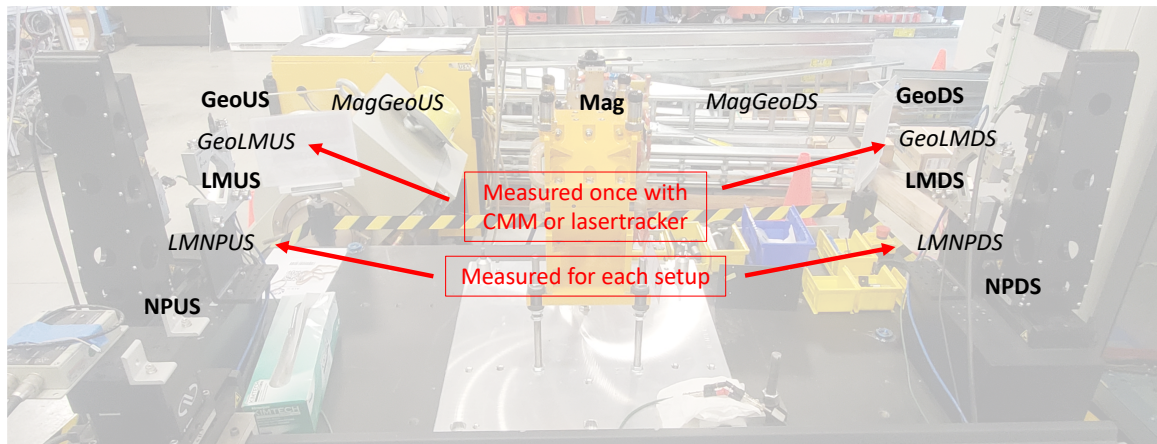 GeoUS
MagGeoUS
Mag
MagGeoDS
GeoDS
GeoLMUS
GeoLMDS
LMUS
Measured once with
CMM or lasertracker
LMDS
LMNPUS
LMNPDS
Measured for each setup
NPUS
NPDS